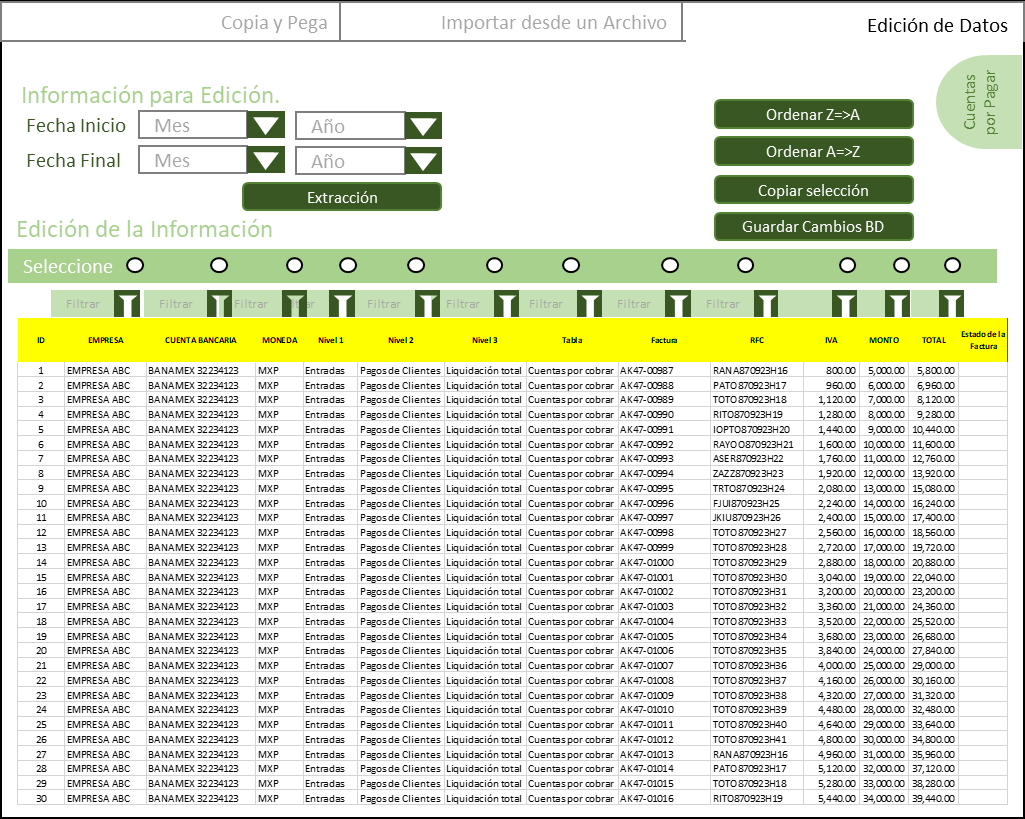 Copia y Pega Importar desde un Archivo Edición de Datos
Cuentas
por Pagar
Información para Edición.
Fecha Inicio Mes Año
Fecha Final Mes Año
Extracción
Ordenar Z=>A
Ordenar A=>Z
Copiar selección
Guardar Cambios BD
Edición de la Información
Seleccione
Filtrar Filtrar Filtrar ar Filtrar Filtrar Filtrar Filtrar Filtrar
ID EMPRESA CUENTA BANCARIA MONEDA Nivel 1 Nivel 2 Nivel 3 Tabla Factura RFC IVA MONTO TOTAL Estado de la Factura
1 EMPRESA ABC BANAMEX 32234123 MXP Entradas Pagos de Clientes Liquidación total Cuentas por cobrar AK47-00987 RANA870923H16 800.00 5,000.00 5,800.00
2 EMPRESA ABC BANAMEX 32234123 MXP Entradas Pagos de Clientes Liquidación total Cuentas por cobrar AK47-00988 PATO870923H17 960.00 6,000.00 6,960.00
3 EMPRESA ABC BANAMEX 32234123 MXP Entradas Pagos de Clientes Liquidación total Cuentas por cobrar AK47-00989 TOTO870923H18 1,120.00 7,000.00 8,120.00
4 EMPRESA ABC BANAMEX 32234123 MXP Entradas Pagos de Clientes Liquidación total Cuentas por cobrar AK47-00990 RITO870923H19 1,280.00 8,000.00 9,280.00
5 EMPRESA ABC BANAMEX 32234123 MXP Entradas Pagos de Clientes Liquidación total Cuentas por cobrar AK47-00991 IOPTO870923H20 1,440.00 9,000.00 10,440.00
6 EMPRESA ABC BANAMEX 32234123 MXP Entradas Pagos de Clientes Liquidación total Cuentas por cobrar AK47-00992 RAYOO870923H21 1,600.00 10,000.00 11,600.00
7 EMPRESA ABC BANAMEX 32234123 MXP Entradas Pagos de Clientes Liquidación total Cuentas por cobrar AK47-00993 ASER870923H22 1,760.00 11,000.00 12,760.00
8 EMPRESA ABC BANAMEX 32234123 MXP Entradas Pagos de Clientes Liquidación total Cuentas por cobrar AK47-00994 ZAZZ870923H23 1,920.00 12,000.00 13,920.00
9 EMPRESA ABC BANAMEX 32234123 MXP Entradas Pagos de Clientes Liquidación total Cuentas por cobrar AK47-00995 TRTO870923H24 2,080.00 13,000.00 15,080.00
10 EMPRESA ABC BANAMEX 32234123 MXP Entradas Pagos de Clientes Liquidación total Cuentas por cobrar AK47-00996 FJUI870923H25 2,240.00 14,000.00 16,240.00
11 EMPRESA ABC BANAMEX 32234123 MXP Entradas Pagos de Clientes Liquidación total Cuentas por cobrar AK47-00997 JKIU870923H26 2,400.00 15,000.00 17,400.00
12 EMPRESA ABC BANAMEX 32234123 MXP Entradas Pagos de Clientes Liquidación total Cuentas por cobrar AK47-00998 TOTO870923H27 2,560.00 16,000.00 18,560.00
13 EMPRESA ABC BANAMEX 32234123 MXP Entradas Pagos de Clientes Liquidación total Cuentas por cobrar AK47-00999 TOTO870923H28 2,720.00 17,000.00 19,720.00
14 EMPRESA ABC BANAMEX 32234123 MXP Entradas Pagos de Clientes Liquidación total Cuentas por cobrar AK47-01000 TOTO870923H29 2,880.00 18,000.00 20,880.00
15 EMPRESA ABC BANAMEX 32234123 MXP Entradas Pagos de Clientes Liquidación total Cuentas por cobrar AK47-01001 TOTO870923H30 3,040.00 19,000.00 22,040.00
16 EMPRESA ABC BANAMEX 32234123 MXP Entradas Pagos de Clientes Liquidación total Cuentas por cobrar AK47-01002 TOTO870923H31 3,200.00 20,000.00 23,200.00
17 EMPRESA ABC BANAMEX 32234123 MXP Entradas Pagos de Clientes Liquidación total Cuentas por cobrar AK47-01003 TOTO870923H32 3,360.00 21,000.00 24,360.00
18 EMPRESA ABC BANAMEX 32234123 MXP Entradas Pagos de Clientes Liquidación total Cuentas por cobrar AK47-01004 TOTO870923H33 3,520.00 22,000.00 25,520.00
19 EMPRESA ABC BANAMEX 32234123 MXP Entradas Pagos de Clientes Liquidación total Cuentas por cobrar AK47-01005 TOTO870923H34 3,680.00 23,000.00 26,680.00
20 EMPRESA ABC BANAMEX 32234123 MXP Entradas Pagos de Clientes Liquidación total Cuentas por cobrar AK47-01006 TOTO870923H35 3,840.00 24,000.00 27,840.00
21 EMPRESA ABC BANAMEX 32234123 MXP Entradas Pagos de Clientes Liquidación total Cuentas por cobrar AK47-01007 TOTO870923H36 4,000.00 25,000.00 29,000.00
22 EMPRESA ABC BANAMEX 32234123 MXP Entradas Pagos de Clientes Liquidación total Cuentas por cobrar AK47-01008 TOTO870923H37 4,160.00 26,000.00 30,160.00
23 EMPRESA ABC BANAMEX 32234123 MXP Entradas Pagos de Clientes Liquidación total Cuentas por cobrar AK47-01009 TOTO870923H38 4,320.00 27,000.00 31,320.00
24 EMPRESA ABC BANAMEX 32234123 MXP Entradas Pagos de Clientes Liquidación total Cuentas por cobrar AK47-01010 TOTO870923H39 4,480.00 28,000.00 32,480.00
25 EMPRESA ABC BANAMEX 32234123 MXP Entradas Pagos de Clientes Liquidación total Cuentas por cobrar AK47-01011 TOTO870923H40 4,640.00 29,000.00 33,640.00
26 EMPRESA ABC BANAMEX 32234123 MXP Entradas Pagos de Clientes Liquidación total Cuentas por cobrar AK47-01012 TOTO870923H41 4,800.00 30,000.00 34,800.00
27 EMPRESA ABC BANAMEX 32234123 MXP Entradas Pagos de Clientes Liquidación total Cuentas por cobrar AK47-01013 RANA870923H16 4,960.00 31,000.00 35,960.00
28 EMPRESA ABC BANAMEX 32234123 MXP Entradas Pagos de Clientes Liquidación total Cuentas por cobrar AK47-01014 PATO870923H17 5,120.00 32,000.00 37,120.00
29 EMPRESA ABC BANAMEX 32234123 MXP Entradas Pagos de Clientes Liquidación total Cuentas por cobrar AK47-01015 TOTO870923H18 5,280.00 33,000.00 38,280.00
30 EMPRESA ABC BANAMEX 32234123 MXP Entradas Pagos de Clientes Liquidación total Cuentas por cobrar AK47-01016 RITO870923H19 5,440.00 34,000.00 39,440.00